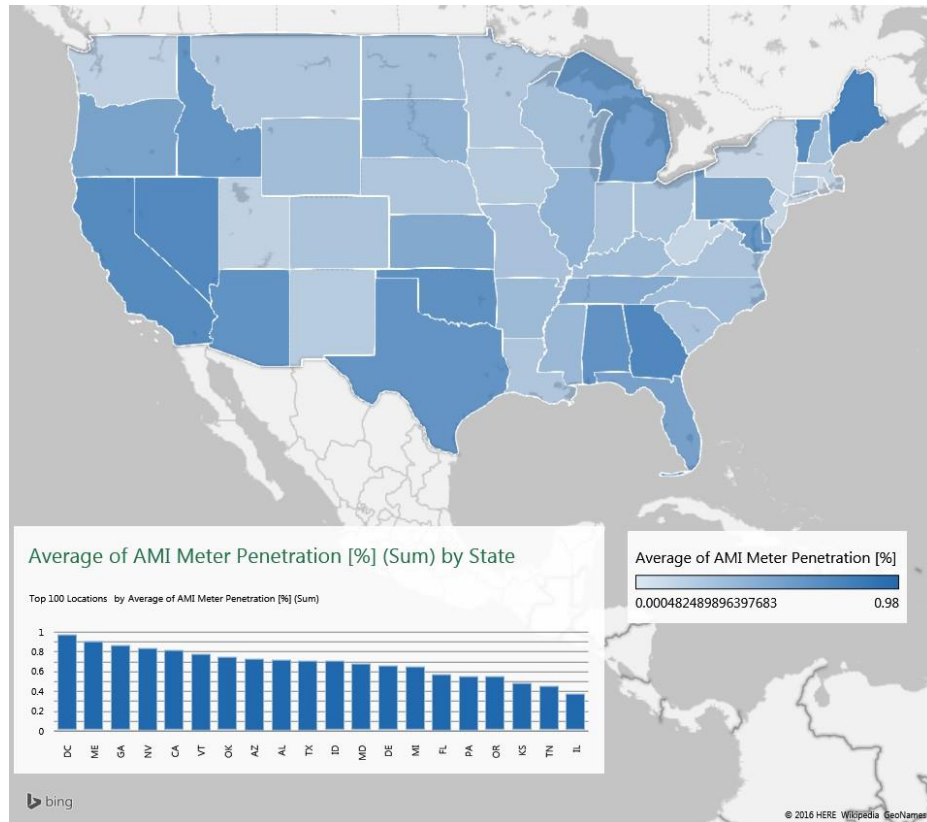 Average of AMI Meter Penetration [%] (Sum) by State
Top 100 Locations by Average of AMI Meter Penetration [%] (Sum)
1
0.8
0.6
0.4
0.2
0
DC ME GA NV CA VT OK AZ AL TX ID MD DE MI FL PA OR KS TN IL
Average of AMI Meter Penetration [%]
0.000482489896397683 0.98
bing
© 2016 HERE Wikipedia GeoNames